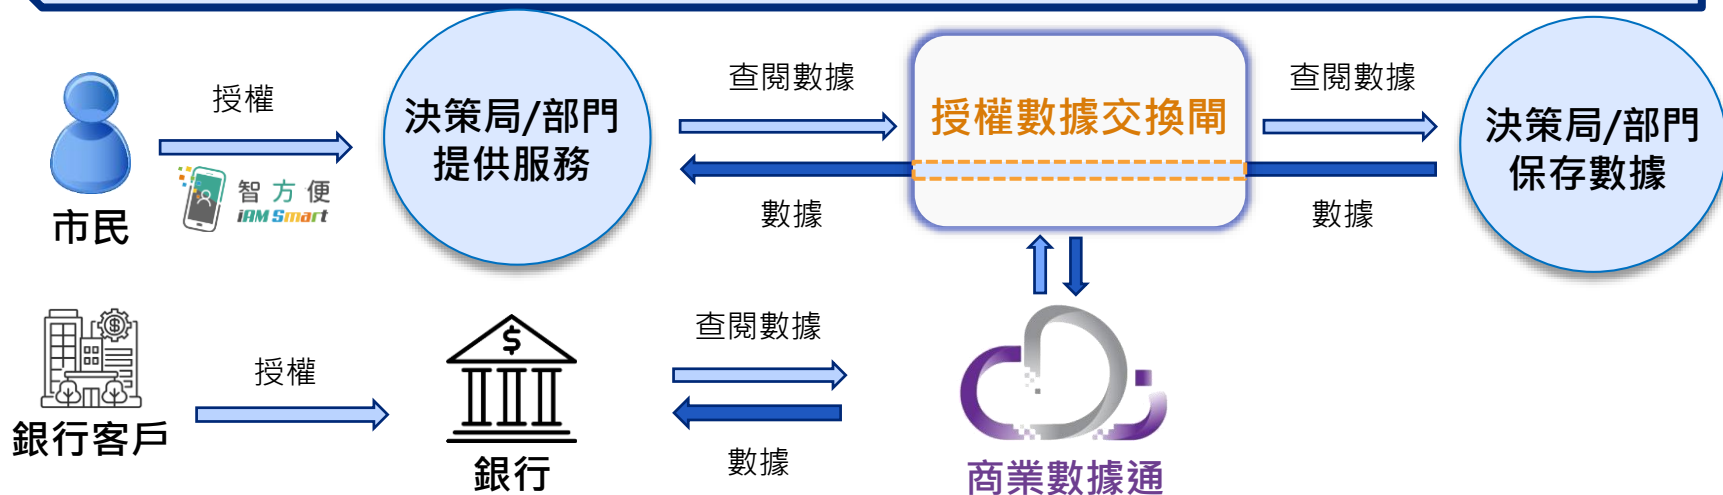 市民
授權
智方便
iAM Smart
決策局/部門
提供服務
查閱數據
數據
授權數據交換閘
查閱數據
數據
決策局/部門
保存數據
銀行客戶
授權
$
銀行
查閱數據
數據
商業數據通